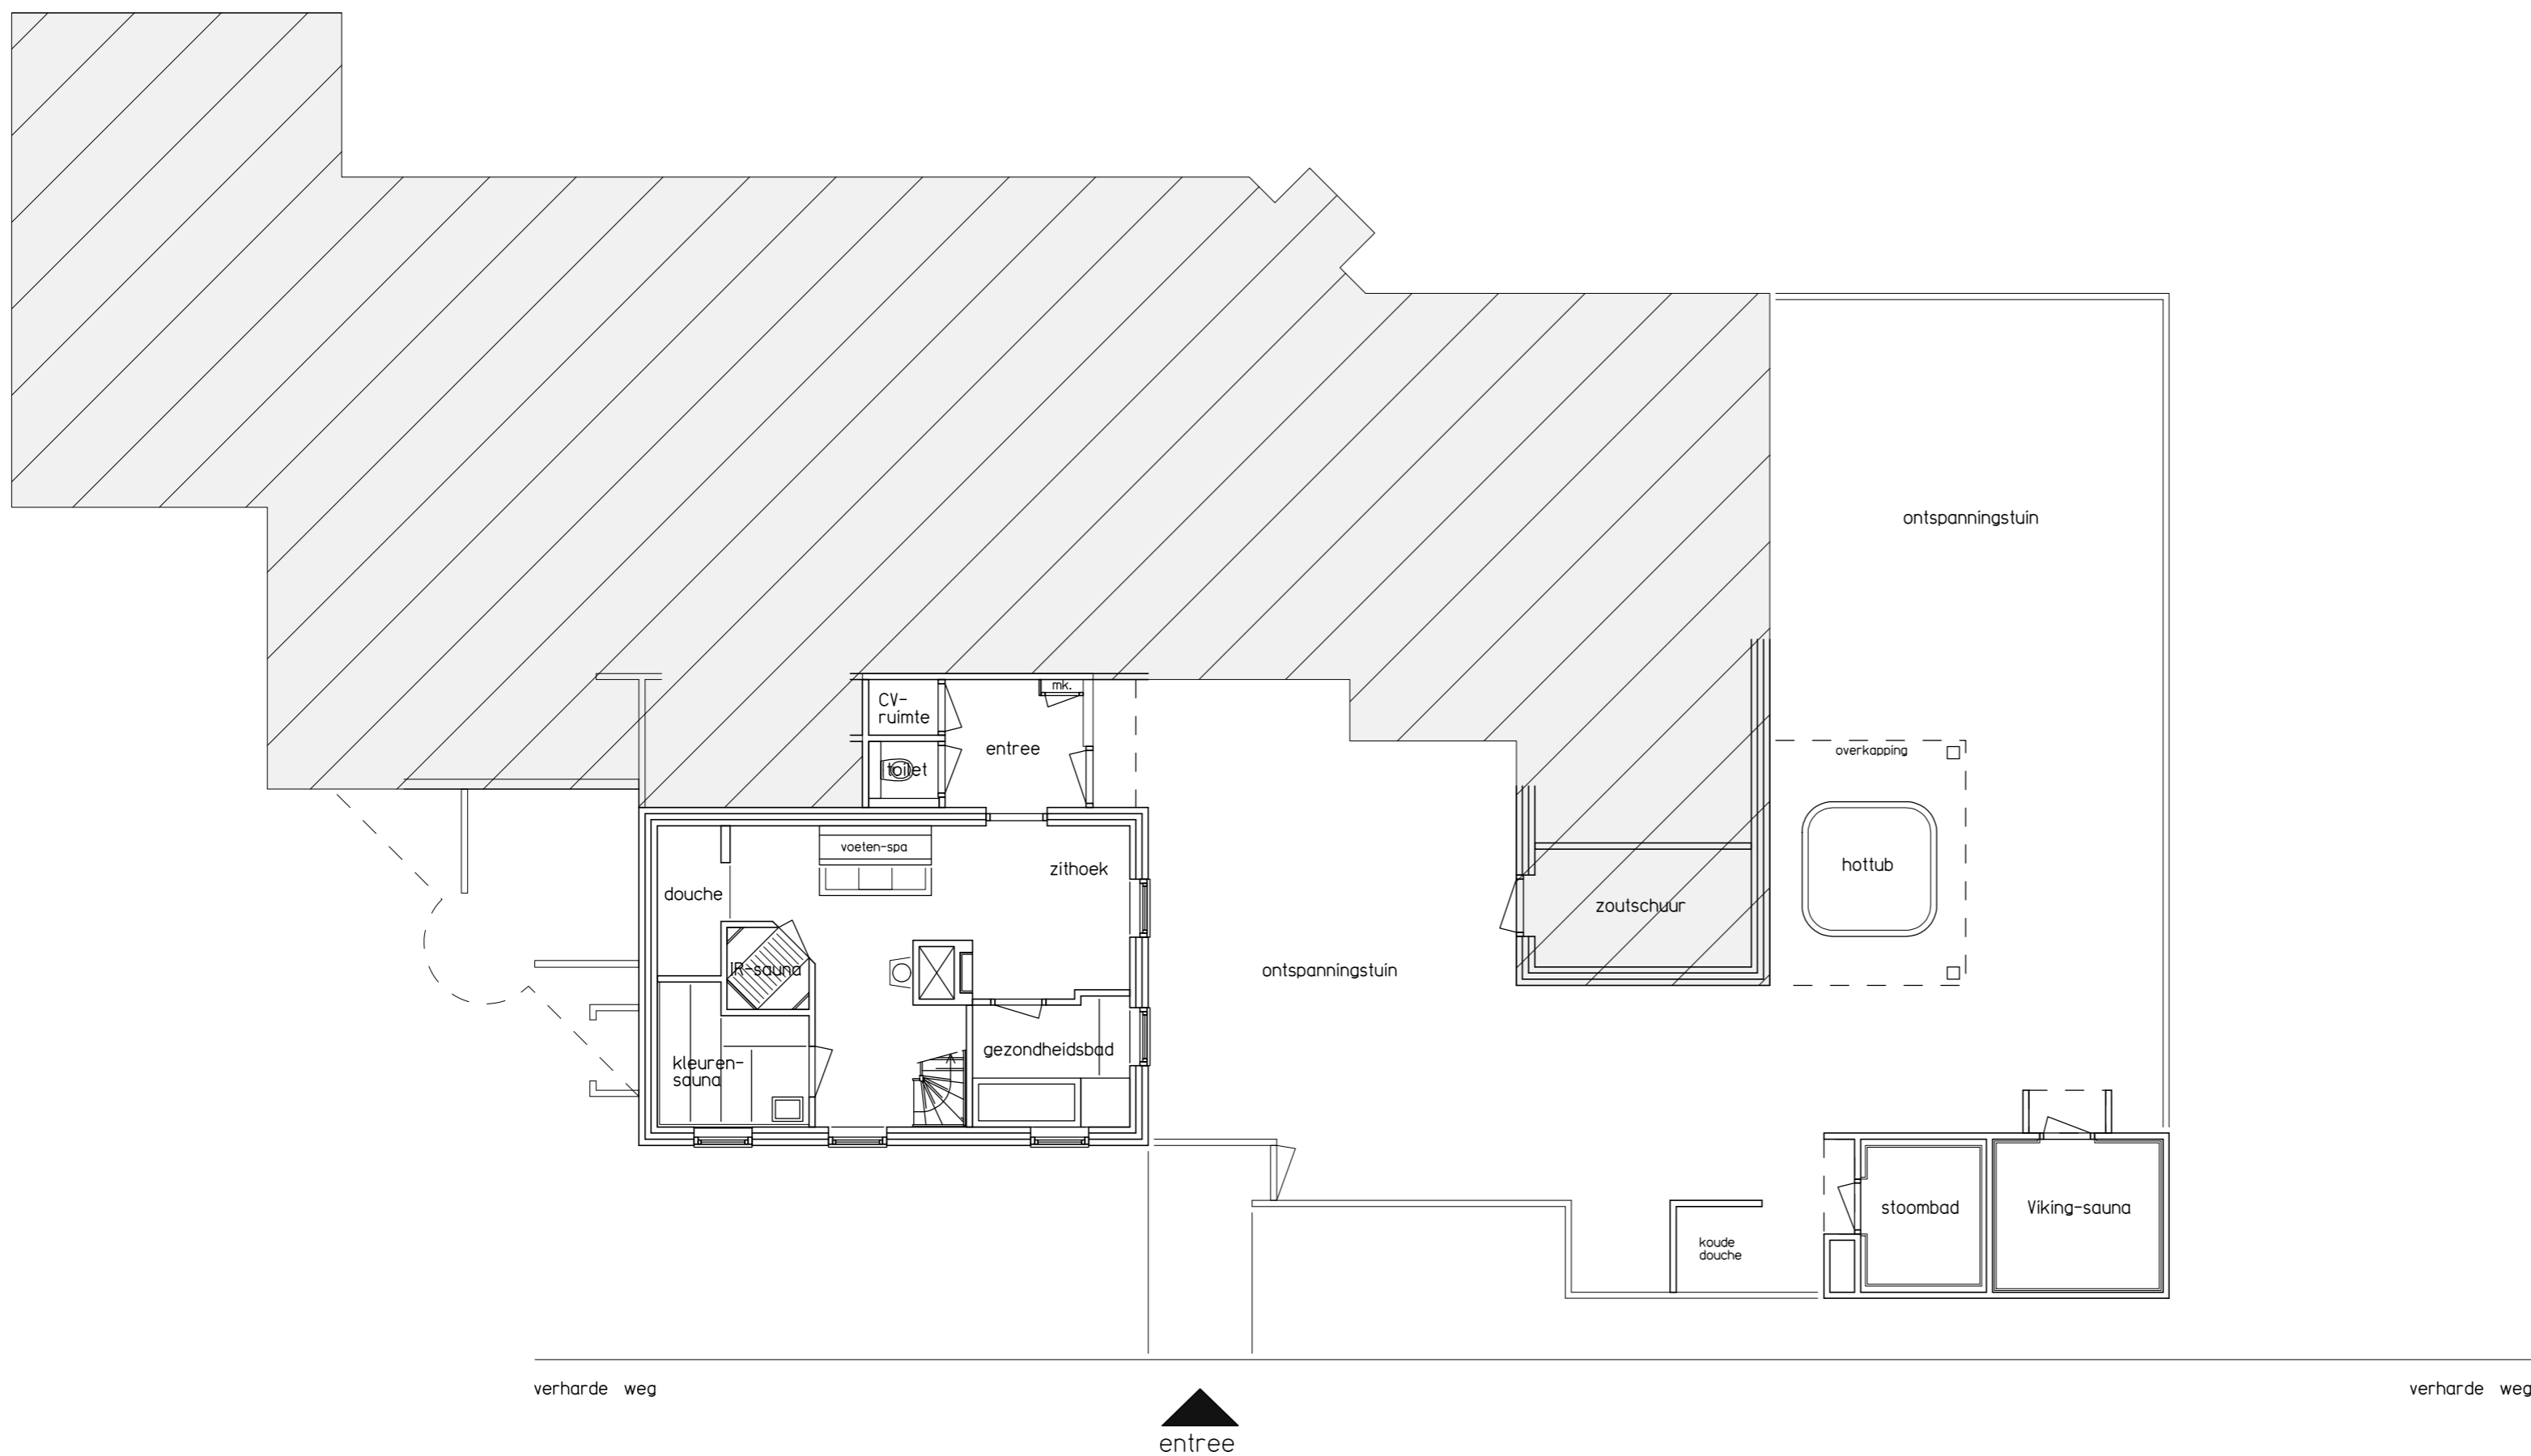 ontspanningstuin
mk.
CV-
ruimte
entree
toilet
overkapping
voeten-spa
zithoek
hottub
douche
zoutschuur
IR-sauna
ontspanningstuin
gezondheidsbad
kleuren-
sauna
stoombad
Viking-sauna
koude
douche
verharde weg
verharde weg
entree